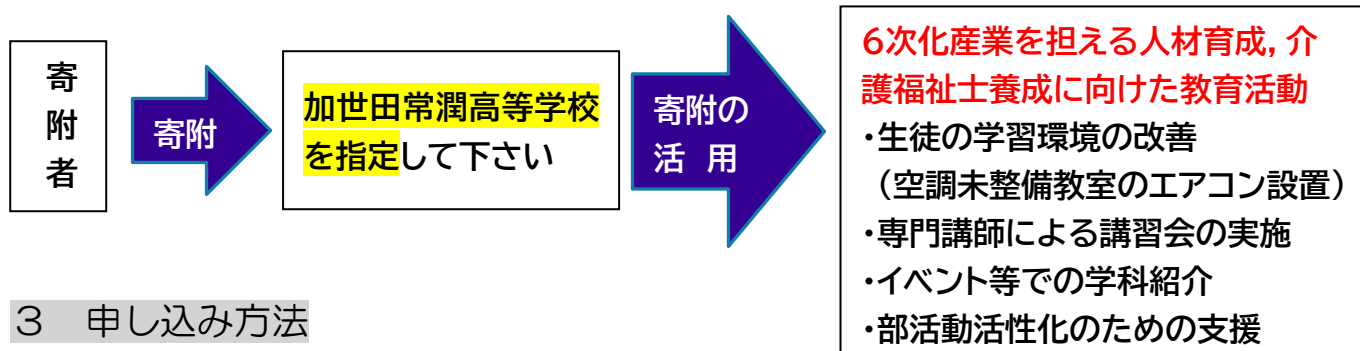 寄
附
者
寄附
加世田常潤高等学校
を指定して下さい
寄附の
活 用
6次化産業を担える人材育成,介
護福祉士養成に向けた教育活動
・生徒の学習環境の改善
（空調未整備教室のエアコン設置）
・専門講師による講習会の実施
・イベント等での学科紹介
・部活動活性化のための支援
３　申し込み方法